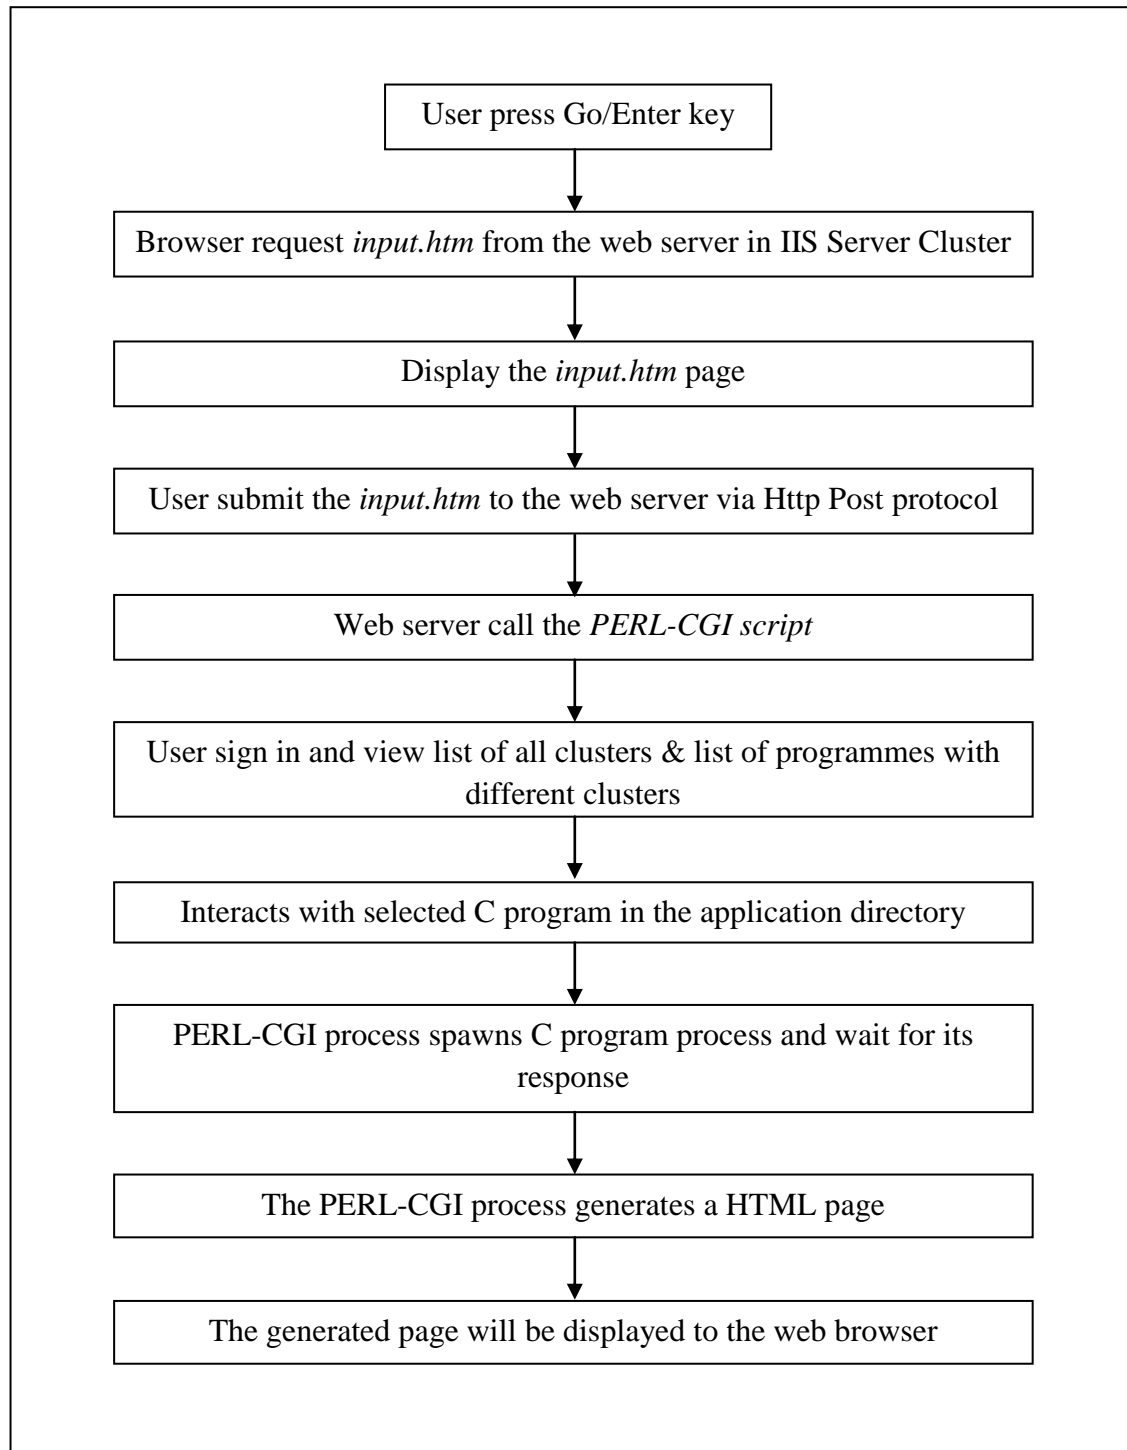 User press Go/Enter key
Browser request input.htm from the web server in IIS Server Cluster
Display the input.htm page
User submit the input.htm to the web server via Http Post protocol
Web server call the PERL-CGI script
User sign in and view list of all clusters & list of programmes with
different clusters
Interacts with selected C program in the application directory
PERL-CGI process spawns C program process and wait for its
response
The PERL-CGI process generates a HTML page
The generated page will be displayed to the web browser